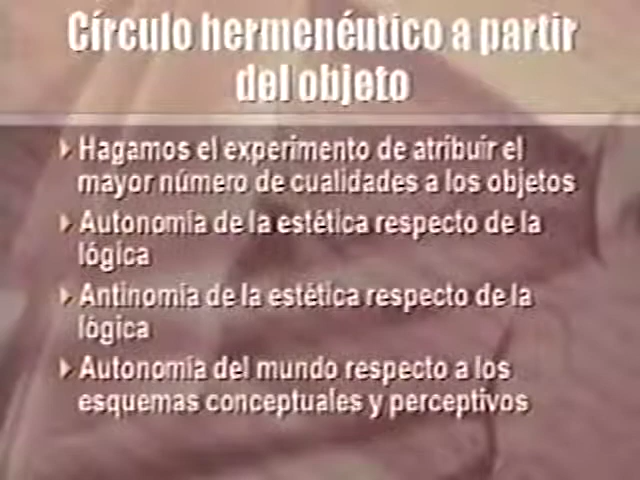 Círculo hermenéutico a partir
del objeto
Hagamos el experimento de atribuir el
mayor número de cualidades a los objetos
Autonomía de la estética respecto de la
lógica
Antinomia de la estética respecto de la
lógica
Autonomía del mundo respecto a los
esquemas conceptuales y perceptivos